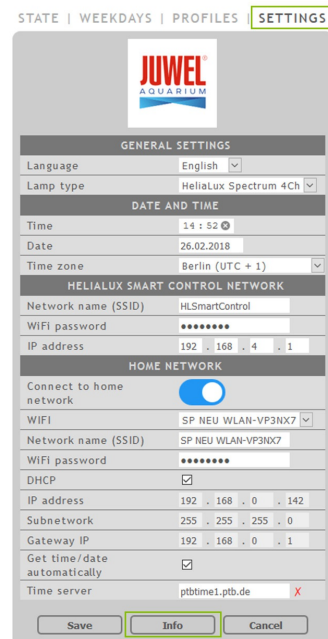 STATE | WEEKDAYS | PROFILES | SETTINGS
JUWEL
AQUARIUM
GENERAL SETTINGS
Language English
Lamp type HeliaLux Spectrum 4Ch
DATE AND TIME
Time 14 : 52
Date 26.02.2018
Time zone Berlin (UTC + 1)
HELIALUX SMART CONTROL NETWORK
Network name (SSID) HLSmartControl
WiFi password ●●●●●●●●
IP address 192 . 168 . 4 . 1
HOME NETWORK
Connect to home
network
WIFI SP NEU WLAN-VP3NX7
Network name (SSID) SP NEU WLAN-VP3NX7
WiFi password ●●●●●●●●
DHCP
IP address 192 . 168 . 0 . 142
Subnetwork 255 . 255 . 255 . 0
Gateway IP 192 . 168 . 0 . 1
Get time/date
automatically
Time server ptbtime1.ptb.de X
Save Info Cancel